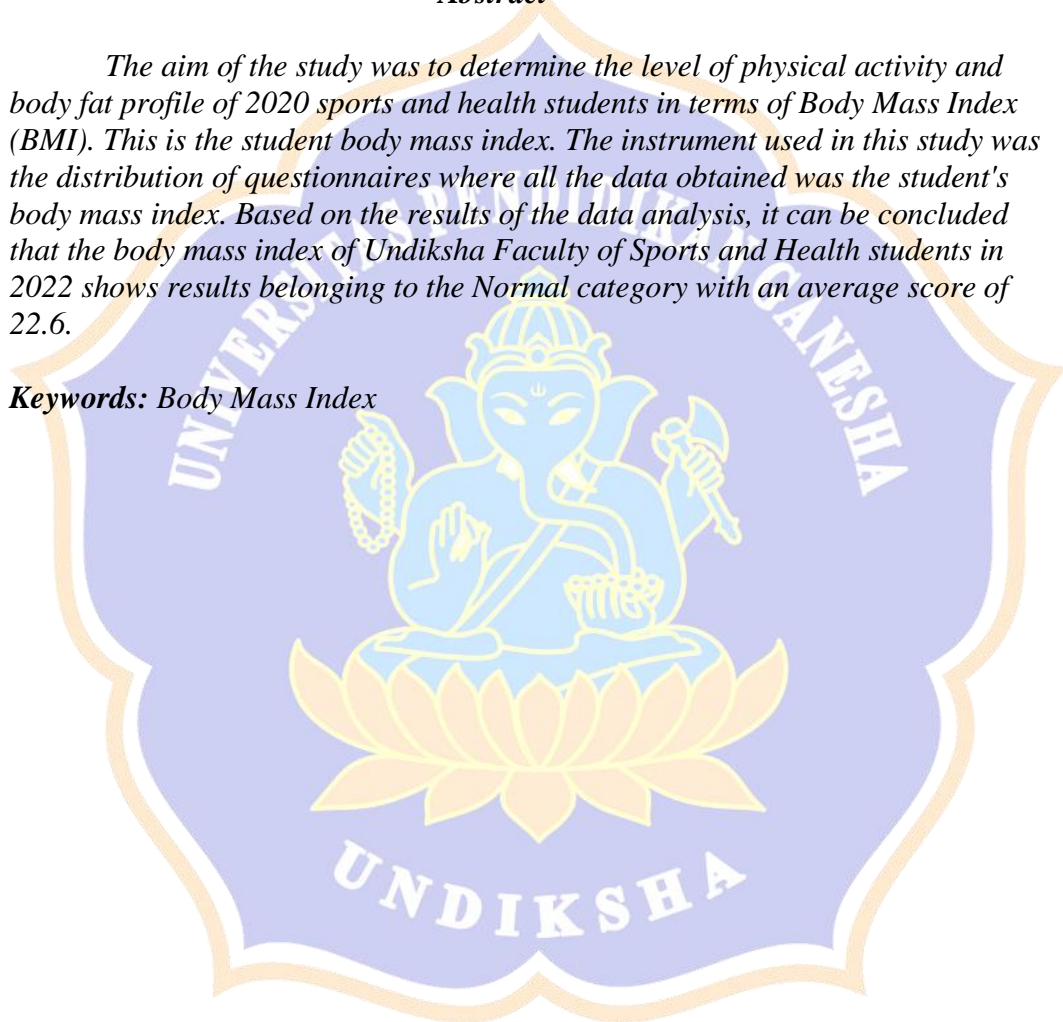 Abstract
The aim of the study was to determine the level of physical activity and
body fat profile of 2020 sports and health students in terms of Body Mass Index
(BMI). This is the student body mass index. The instrument used in this study was
the distribution of questionnaires where all the data obtained was the student's
body mass index. Based on the results of the data analysis, it can be concluded
that the body mass index of Undiksha Faculty of Sports and Health students in
2022 shows results belonging to the Normal category with an average score of
22.6.
Keywords: Body Mass Index
UNIVERSITAS PENDIDIKAN GANESHA
UNDIKSHA